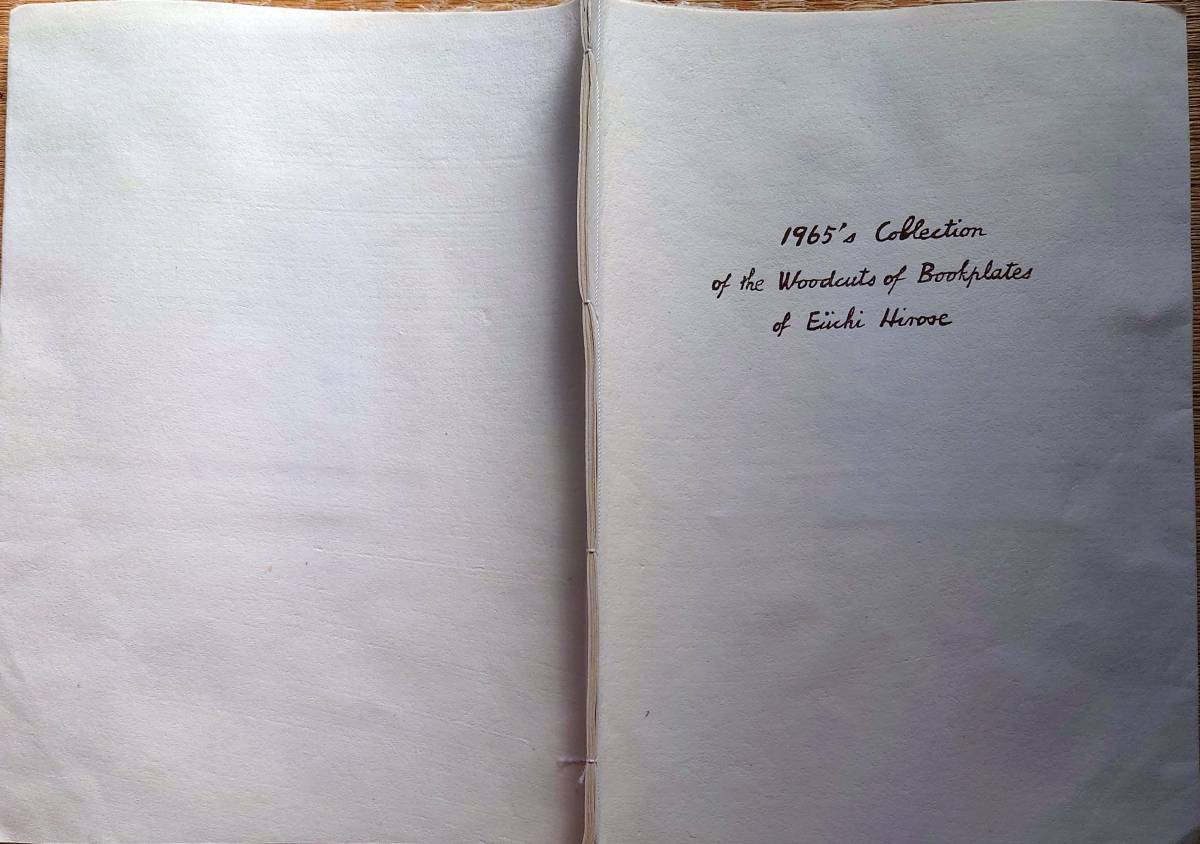 1965's Collection
of the Woodcuts of Bookplates
of Eiichi Hirose